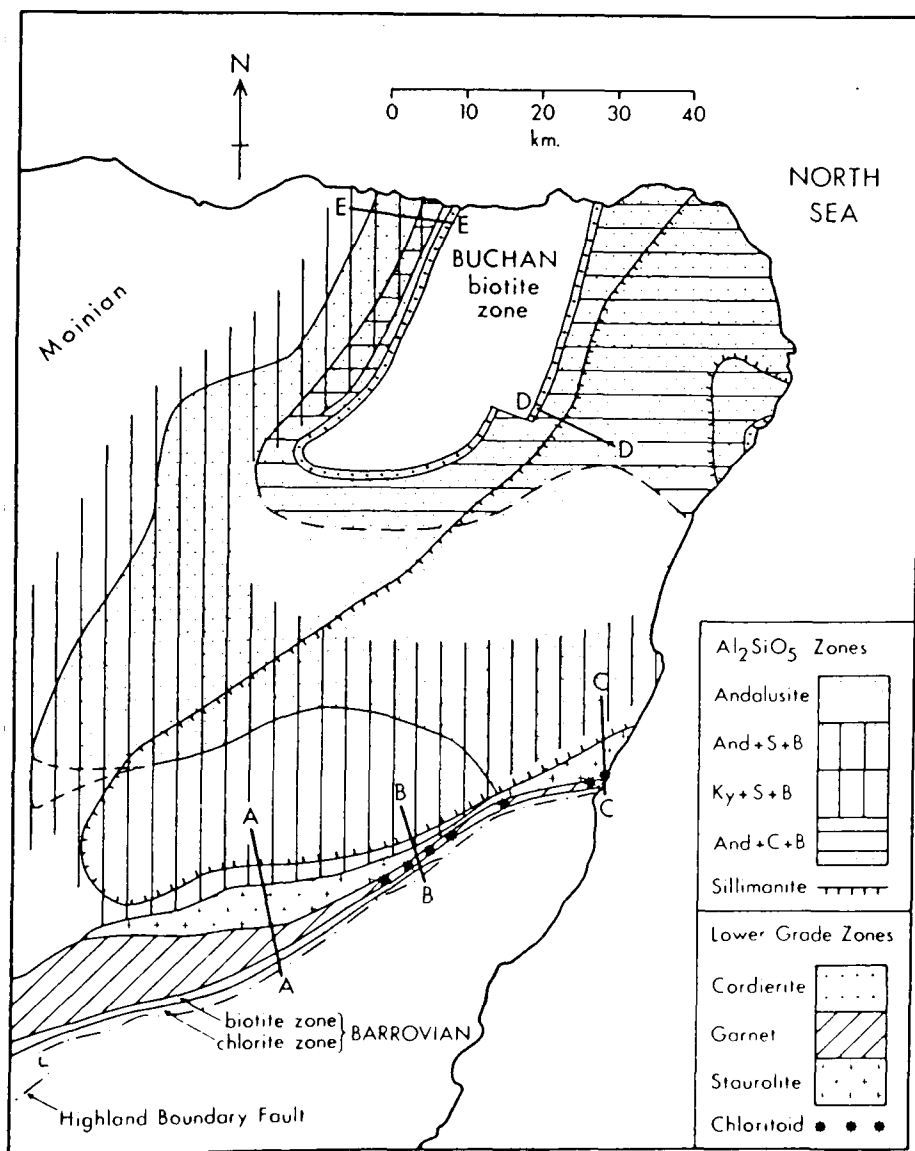 N
0 10 20 30 40
km.
NORTH
SEA
E
E
BUCHAN
biotite
zone
Moinian
D
D
C
C
B
B
A
A
biotite zone
chlorite zone
} BARROVIAN
Highland Boundary Fault
Al2SiO5 Zones
Andalusite
And+S+B
Ky+S+B
And+C+B
Sillimanite
Lower Grade Zones
Cordierite
Garnet
Staurolite
Chloritoid